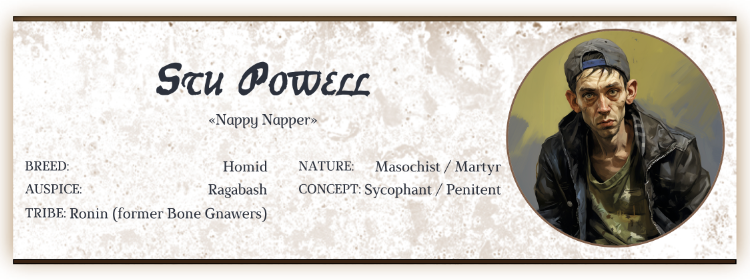 Stu Powell
«Nappy Napper»
BREED: Homid NATURE: Masochist / Martyr
AUSPICE: Ragabash CONCEPT: Sycophant / Penitent
TRIBE: Ronin (former Bone Gnawers)